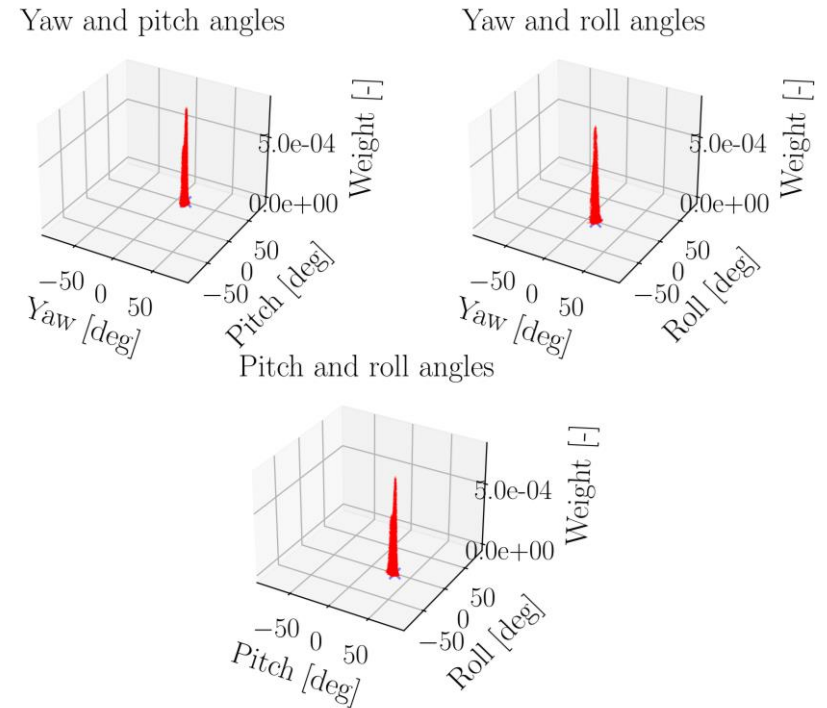 Yaw and pitch angles
5.0e-04
0.0e+00
Weight [-]
−50 0 50
Yaw [deg]
−50 0 50
Pitch [deg]
Yaw and roll angles
5.0e-04
0.0e+00
Weight [-]
−50 0 50
Yaw [deg]
−50 0 50
Roll [deg]
Pitch and roll angles
5.0e-04
0.0e+00
Weight [-]
−50 0 50
Pitch [deg]
−50 0 50
Roll [deg]